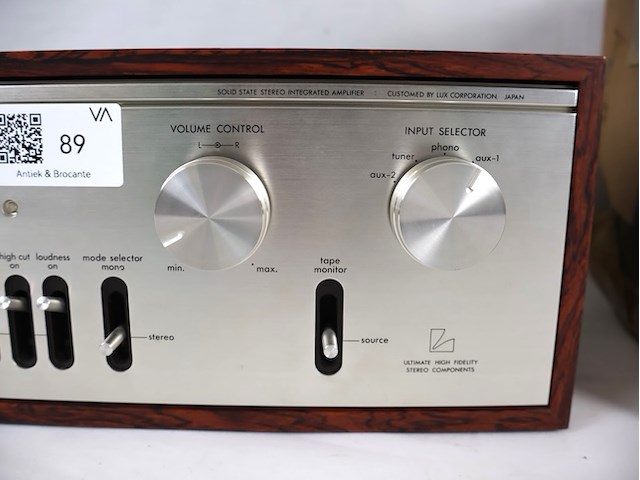 SOLID STATE STEREO INTEGRATED AMPLIFIER CUSTOMED BY LUX CORPORATION. JAPAN
VA
89
Antiek & Brocante
VOLUME CONTROL
L R
min.
max.
INPUT SELECTOR
phono
tuner
aux-1
aux-2
high cut
on
loudness
on
mode selector
mono
stereo
tape
monitor
source
ULTIMATE HIGH FIDELITY
STEREO COMPONENTS